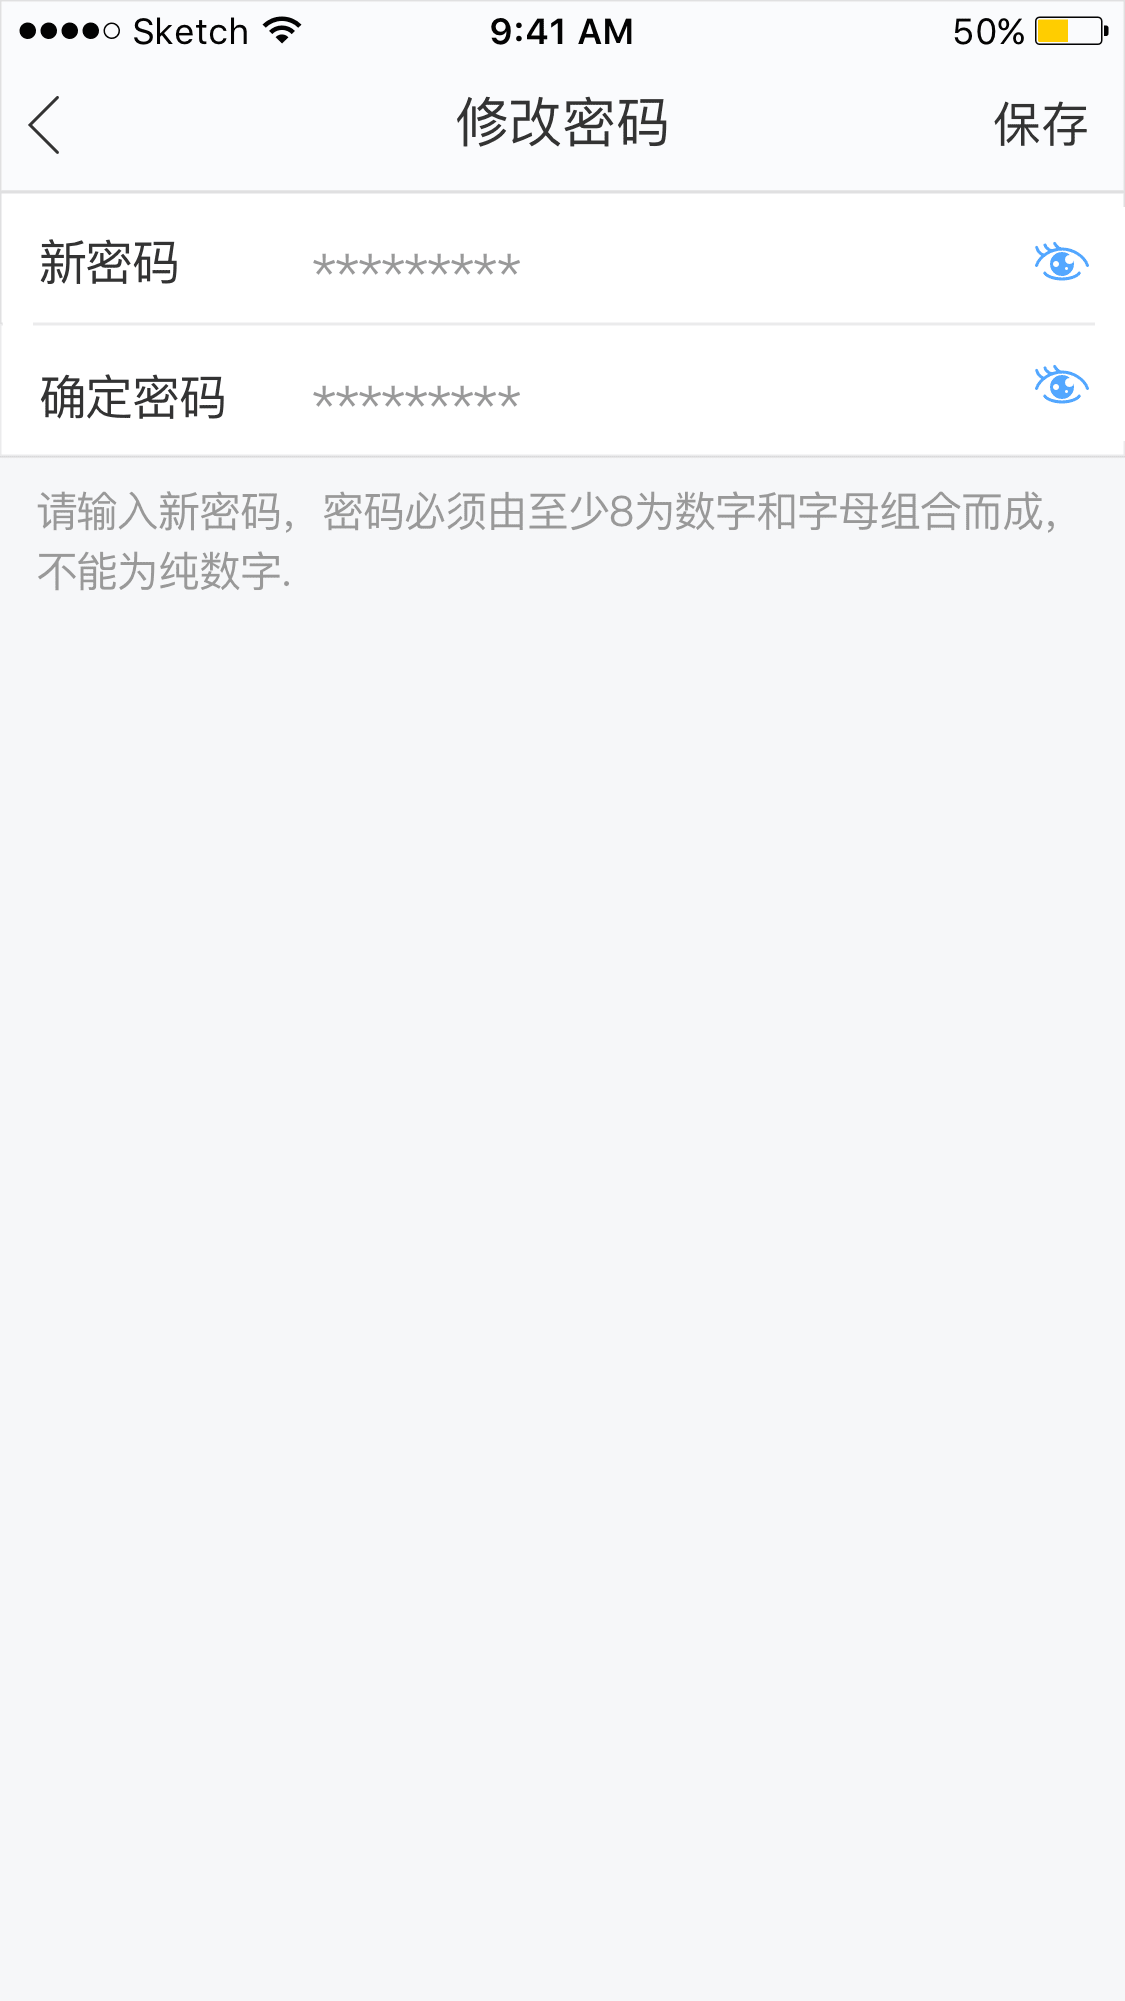 Sketch 9:41 AM 50%
修改密码 保存
新密码 *********
确定密码 *********
请输入新密码，密码必须由至少8为数字和字母组合而成，
不能为纯数字.